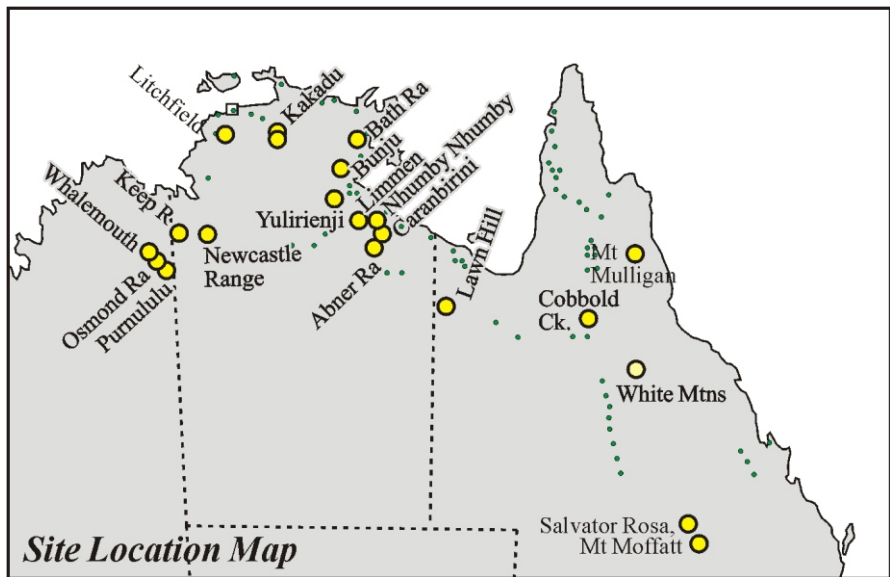 Litchfield
Kakadu
Bath Ra
Bunju
Limmen
Nhumby Nhumby
Caranbirini
Whalemouth
Keep R.
Yulirienji
Newcastle
Range
Osmond Ra
Purnululu
Abner Ra
Lawn Hill
Mt
Mulligan
Cobbold
Ck.
White Mtns
Salvator Rosa,
Mt Moffatt
Site Location Map